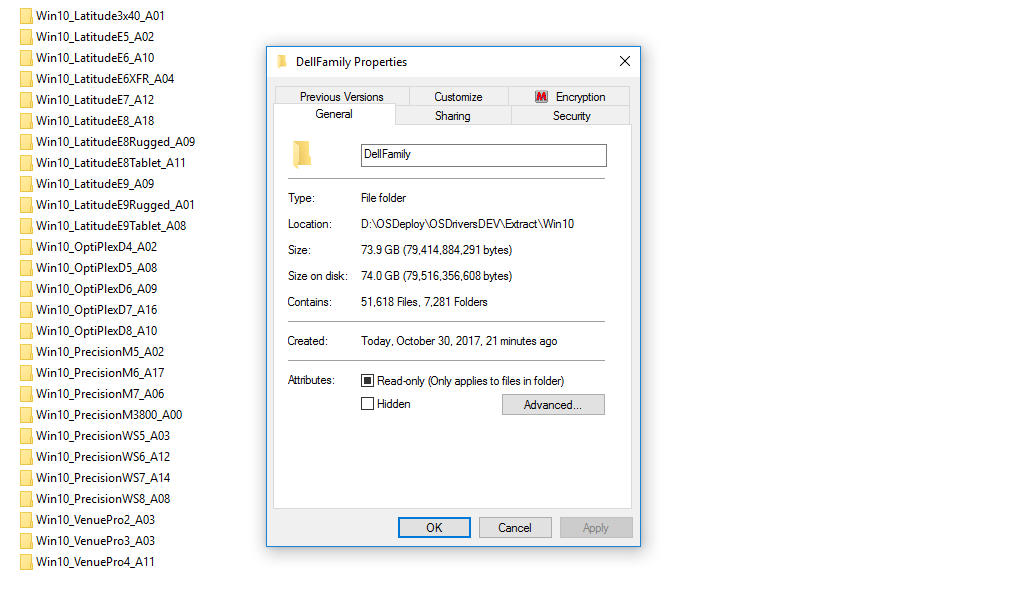 Win10_Latitude3x40_A01
Win10_LatitudeE5_A02
Win10_LatitudeE6_A10
Win10_LatitudeE6XFR_A04
Win10_LatitudeE7_A12
Win10_LatitudeE8_A18
Win10_LatitudeE8Rugged_A09
Win10_LatitudeE8Tablet_A11
Win10_LatitudeE9_A09
Win10_LatitudeE9Rugged_A01
Win10_LatitudeE9Tablet_A08
Win10_OptiPlexD4_A02
Win10_OptiPlexD5_A08
Win10_OptiPlexD6_A09
Win10_OptiPlexD7_A16
Win10_OptiPlexD8_A10
Win10_PrecisionM5_A02
Win10_PrecisionM6_A17
Win10_PrecisionM7_A06
Win10_PrecisionM3800_A00
Win10_PrecisionWS5_A03
Win10_PrecisionWS6_A12
Win10_PrecisionWS7_A14
Win10_PrecisionWS8_A08
Win10_VenuePro2_A03
Win10_VenuePro3_A03
Win10_VenuePro4_A11
DellFamily Properties
Previous Versions Customize M Encryption
General Sharing Security
DellFamily
Type: File folder
Location: D:\OSDeploy\OSDriversDEV\Extract\Win10
Size: 73.9 GB (79,414,884,291 bytes)
Size on disk: 74.0 GB (79,516,356,608 bytes)
Contains: 51,618 Files, 7,281 Folders
Created: Today, October 30, 2017, 21 minutes ago
Attributes: Read-only (Only applies to files in folder)
Hidden Advanced...
OK Cancel Apply